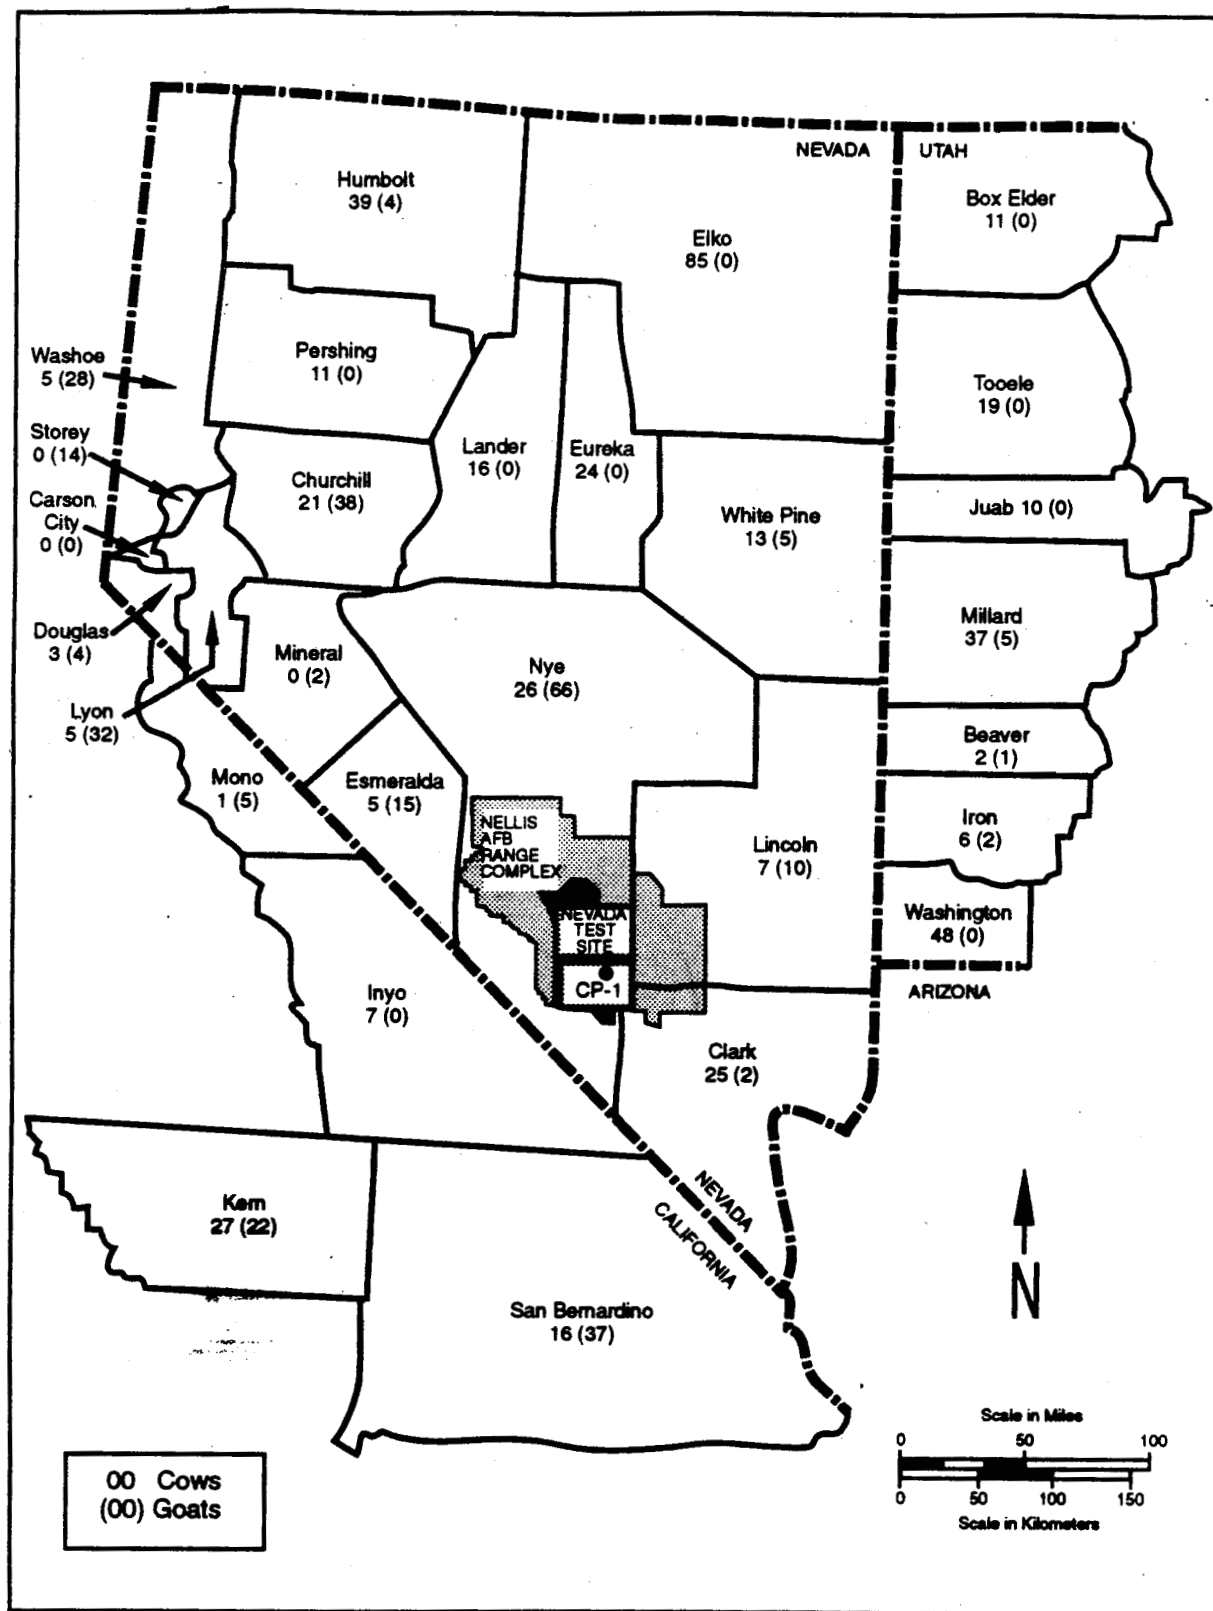 NEVADA
UTAH
Humbolt
39 (4)
Box Elder
11 (0)
Elko
85 (0)
Washoe
5 (28)
Pershing
11 (0)
Tooele
19 (0)
Storey
0 (14)
Lander
16 (0)
Eureka
24 (0)
Churchill
21 (38)
Carson
City
0 (0)
White Pine
13 (5)
Juab 10 (0)
Douglas
3 (4)
Mineral
0 (2)
Nye
26 (66)
Millard
37 (5)
Lyon
5 (32)
Beaver
2 (1)
Mono
1 (5)
Esmeralda
5 (15)
NELLIS
AFB
RANGE
COMPLEX
Lincoln
7 (10)
Iron
6 (2)
NEVADA
TEST
SITE
Washington
48 (0)
CP-1
ARIZONA
Inyo
7 (0)
Clark
25 (2)
Kern
27 (22)
NEVADA
CALIFORNIA
N
San Bernardino
16 (37)
00 Cows
(00) Goats
Scale in Miles
0 50 100
0 50 100 150
Scale in Kilometers